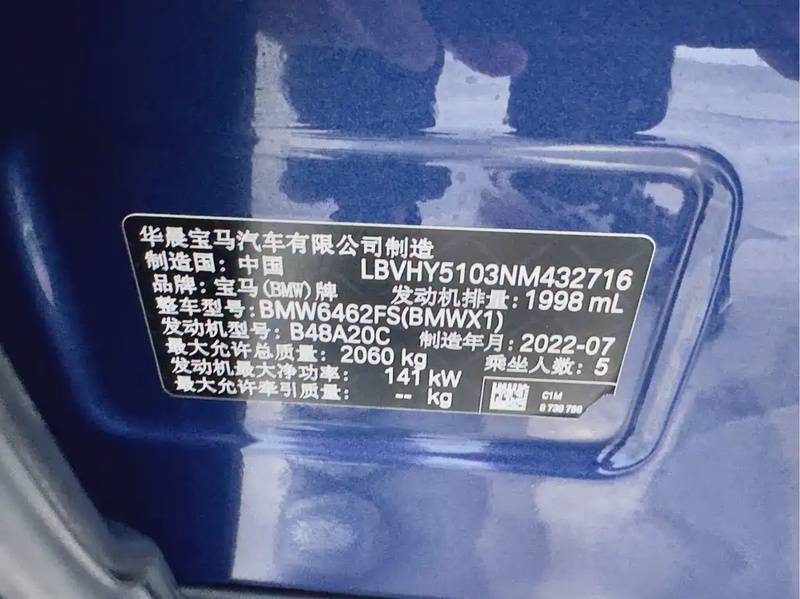 华晨宝马汽车有限公司制造
制造国：中国 LBVHY5103NM432716
品牌：宝马(BMW)牌 发动机排量：1998 mL
整车型号：BMW6462FS(BMWX1)
发动机型号：B48A20C 制造年月：2022-07
最大允许总质量：2060 kg 乘坐人数：5
发动机最大净功率：141 kW
最大允许牵引质量：-- kg
C1M